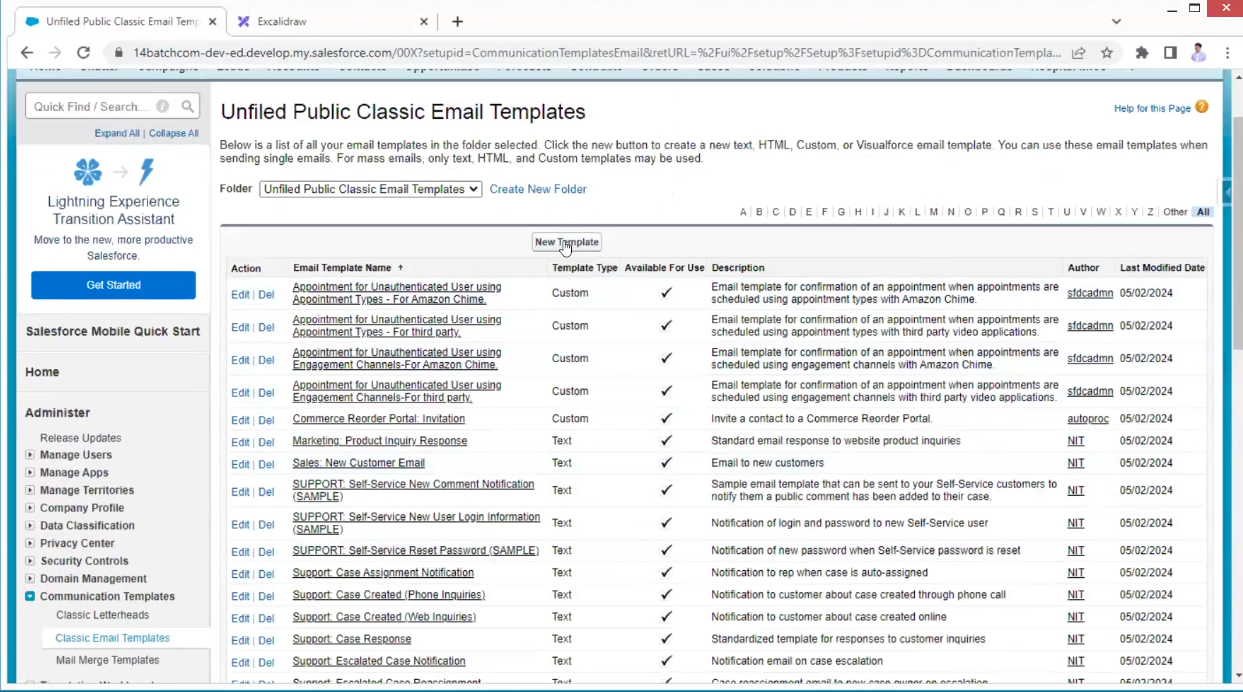 Unfiled Public Classic Email Temp
Excalidraw
14batchcom-dev-ed.develop.my.salesforce.com/00X?setupid=CommunicationTemplatesEmail&retURL=%2Fui%2Fsetup%2FSetup%3Fsetupid%3DCommunicationTempla...
Quick Find / Search...
Expand All | Collapse All
Lightning Experience
Transition Assistant
Move to the new, more productive
Salesforce.
Get Started
Salesforce Mobile Quick Start
Home
Administer
Release Updates
Manage Users
Manage Apps
Manage Territories
Company Profile
Data Classification
Privacy Center
Security Controls
Domain Management
Communication Templates
Classic Letterheads
Classic Email Templates
Mail Merge Templates
Unfiled Public Classic Email Templates
Help for this Page
Below is a list of all your email templates in the folder selected. Click the new button to create a new text, HTML, Custom, or Visualforce email template. You can use these email templates when
sending single emails. For mass emails, only text, HTML, and Custom templates may be used.
Folder Unfiled Public Classic Email Templates Create New Folder
A | B | C | D | E | F | G | H | I | J | K | L | M | N | O | P | Q | R | S | T | U | V | W | X | Y | Z | Other All
New Template
Action Email Template Name Template Type Available For Use Description Author Last Modified Date
Edit | Del Appointment for Unauthenticated User using Custom Email template for confirmation of an appointment when appointments are sfdcadmn 05/02/2024
Appointment Types - For Amazon Chime. scheduled using appointment types with Amazon Chime.
Edit | Del Appointment for Unauthenticated User using Custom Email template for confirmation of an appointment when appointments are sfdcadmn 05/02/2024
Appointment Types - For third party. scheduled using appointment types with third party video applications.
Edit | Del Appointment for Unauthenticated User using Custom Email template for confirmation of an appointment when appointments are sfdcadmn 05/02/2024
Engagement Channels-For Amazon Chime. scheduled using engagement channels with Amazon Chime.
Edit | Del Appointment for Unauthenticated User using Custom Email template for confirmation of an appointment when appointments are sfdcadmn 05/02/2024
Engagement Channels-For third party. scheduled using engagement channels with third party video applications.
Edit | Del Commerce Reorder Portal: Invitation Custom Invite a contact to a Commerce Reorder Portal. autoproc 05/02/2024
Edit | Del Marketing: Product Inquiry Response Text Standard email response to website product inquiries NIT 05/02/2024
Edit | Del Sales: New Customer Email Text Email to new customers NIT 05/02/2024
Edit | Del SUPPORT: Self-Service New Comment Notification Text Sample email template that can be sent to your Self-Service customers to NIT 05/02/2024
(SAMPLE) notify them a public comment has been added to their case.
Edit | Del SUPPORT: Self-Service New User Login Information Text Notification of login and password to new Self-Service user NIT 05/02/2024
(SAMPLE)
Edit | Del SUPPORT: Self-Service Reset Password (SAMPLE) Text Notification of new password when Self-Service password is reset NIT 05/02/2024
Edit | Del Support: Case Assignment Notification Text Notification to rep when case is auto-assigned NIT 05/02/2024
Edit | Del Support: Case Created (Phone Inquiries) Text Notification to customer about case created through phone call NIT 05/02/2024
Edit | Del Support: Case Created (Web Inquiries) Text Notification to customer about case created online NIT 05/02/2024
Edit | Del Support: Case Response Text Standardized template for responses to customer inquiries NIT 05/02/2024
Edit | Del Support: Escalated Case Notification Text Notification email on case escalation NIT 05/02/2024